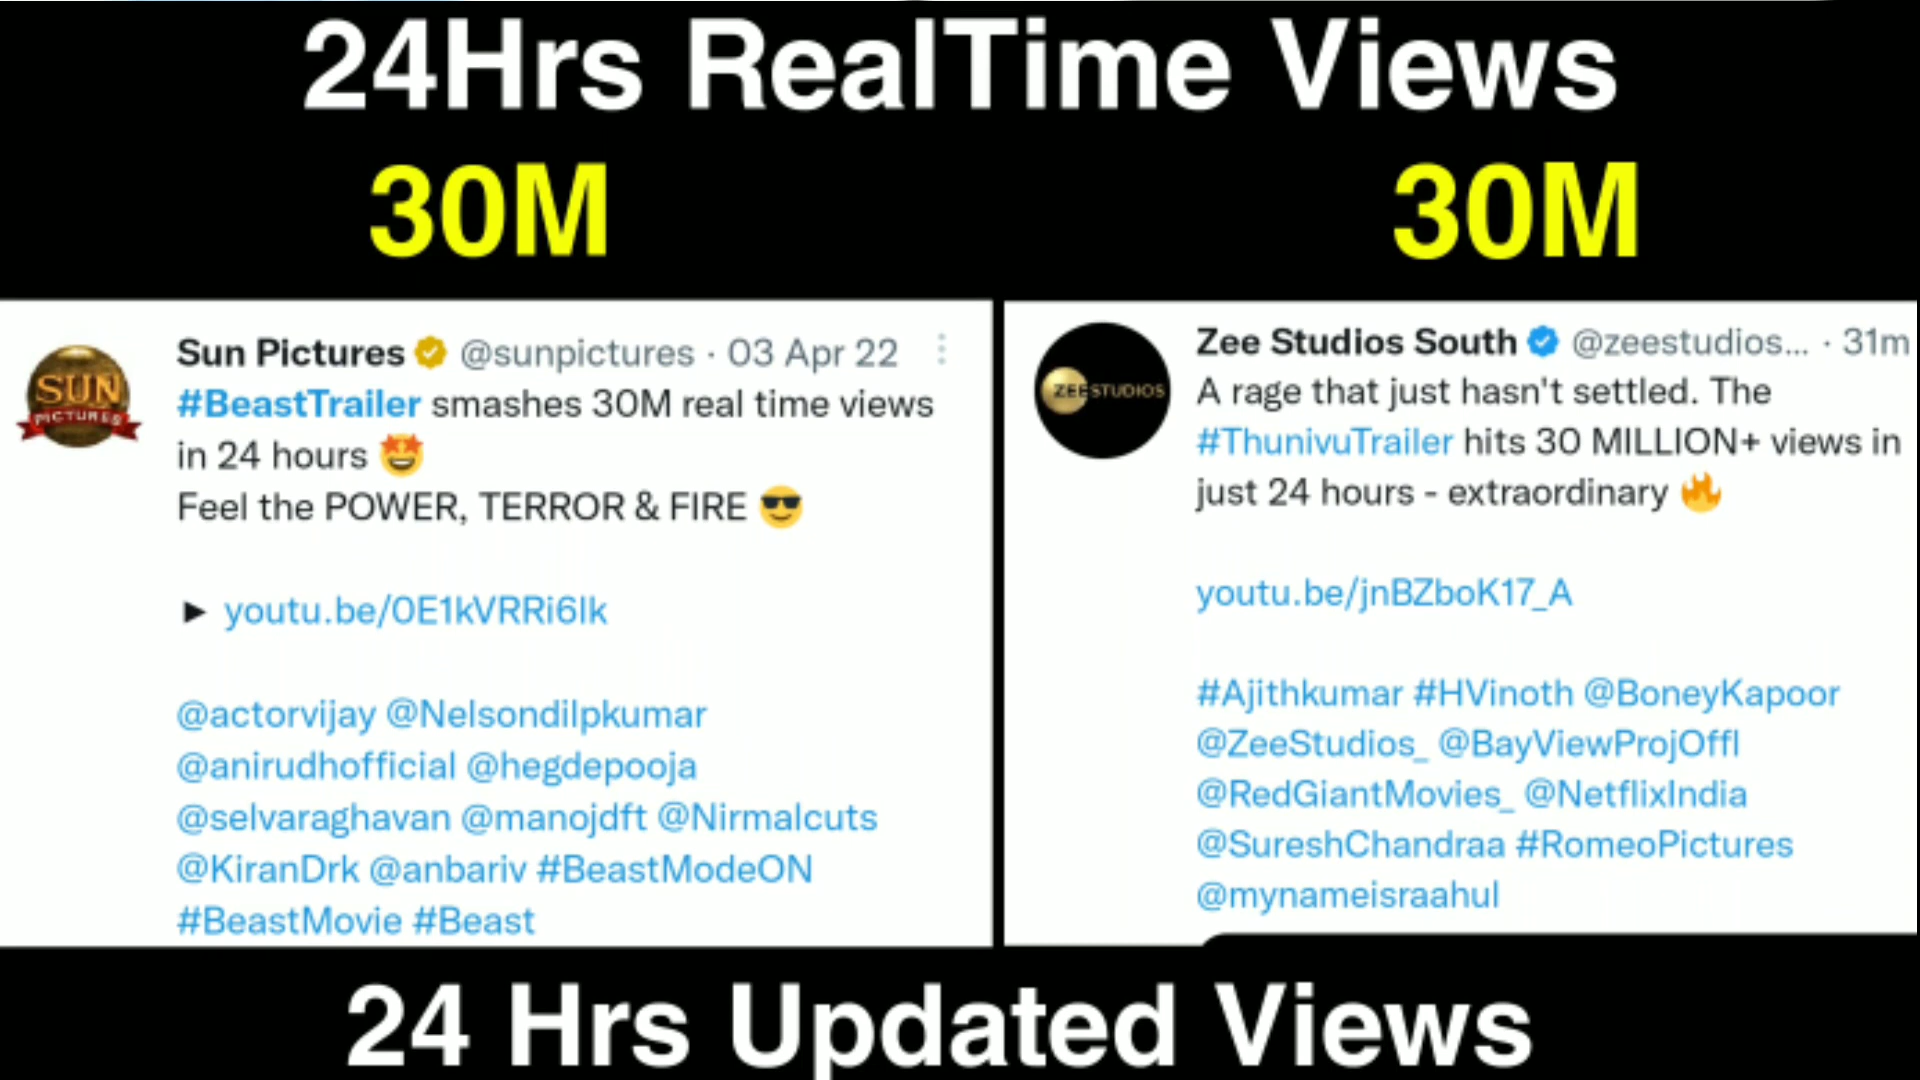 24Hrs RealTime Views
30M
30M
SUN
PICTURES
Sun Pictures @sunpictures · 03 Apr 22
#BeastTrailer smashes 30M real time views
in 24 hours 🤩
Feel the POWER, TERROR & FIRE 😎
► youtu.be/0E1kVRRi6lk
@actorvijay @Nelsondilpkumar
@anirudhofficial @hegdepooja
@selvaraghavan @manojdft @Nirmalcuts
@KiranDrk @anbariv #BeastModeON
#BeastMovie #Beast
ZEESTUDIOS
Zee Studios South @zeestudios... · 31m
A rage that just hasn't settled. The
#ThunivuTrailer hits 30 MILLION+ views in
just 24 hours - extraordinary 🔥
youtu.be/jnBZboK17_A
#Ajithkumar #HVinoth @BoneyKapoor
@ZeeStudios_ @BayViewProjOffl
@RedGiantMovies_ @NetflixIndia
@SureshChandraa #RomeoPictures
@mynameisraahul
24 Hrs Updated Views